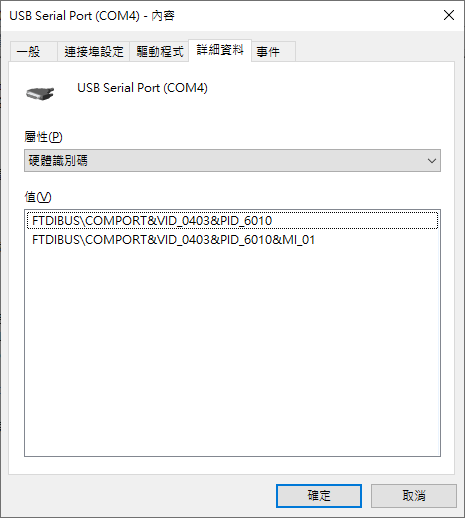 USB Serial Port (COM4) - 內容
一般
連接埠設定
驅動程式
詳細資料
事件
USB Serial Port (COM4)
屬性(P)
硬體識別碼
值(V)
FTDIBUS\COMPORT&VID_0403&PID_6010
FTDIBUS\COMPORT&VID_0403&PID_6010&MI_01
確定
取消